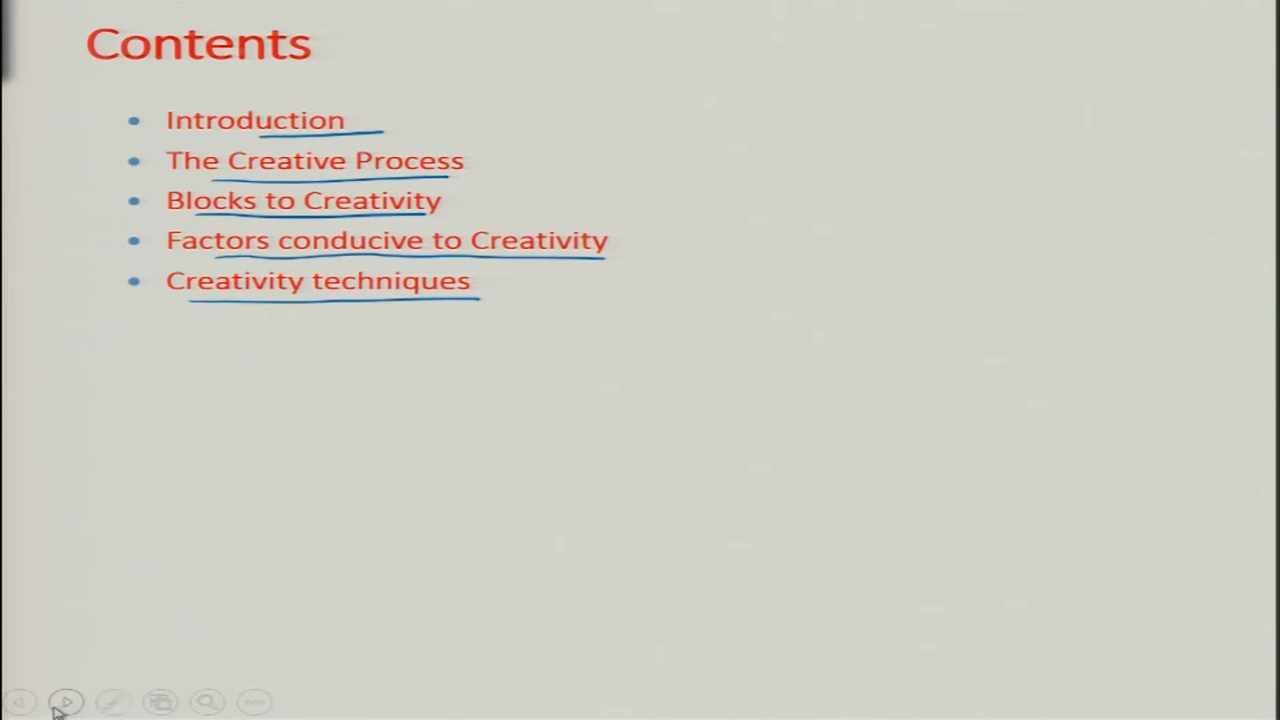 Contents
• Introduction
• The Creative Process
• Blocks to Creativity
• Factors conducive to Creativity
• Creativity techniques